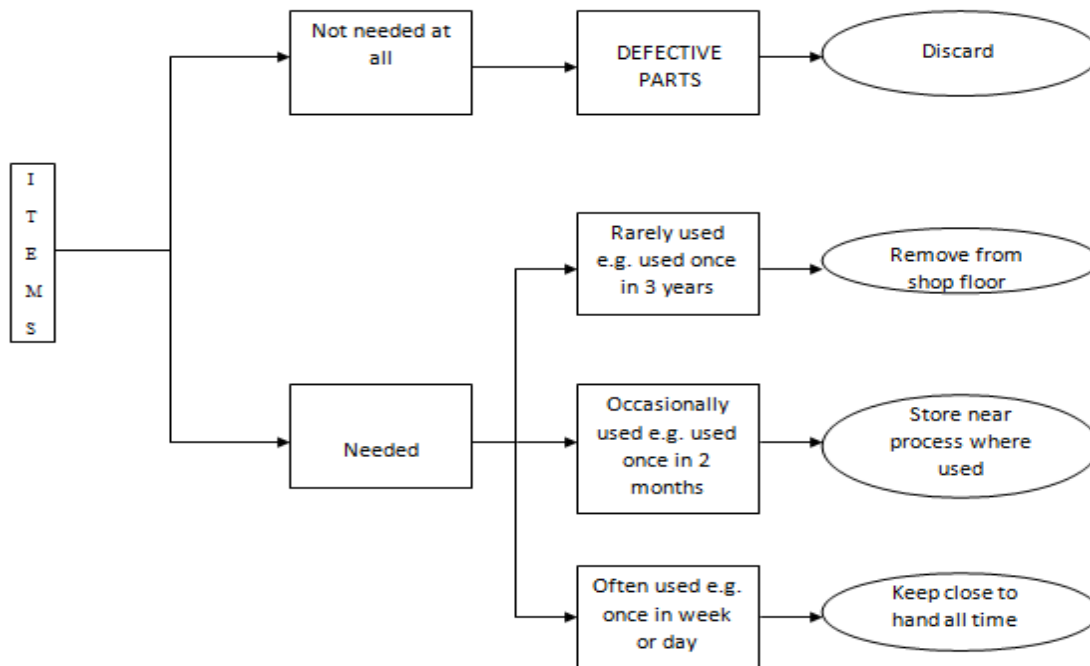 I
T
E
M
S
Not needed at
all
DEFECTIVE
PARTS
Discard
Rarely used
e.g. used once
in 3 years
Remove from
shop floor
Needed
Occasionally
used e.g. used
once in 2
months
Store near
process where
used
Often used e.g.
once in week
or day
Keep close to
hand all time